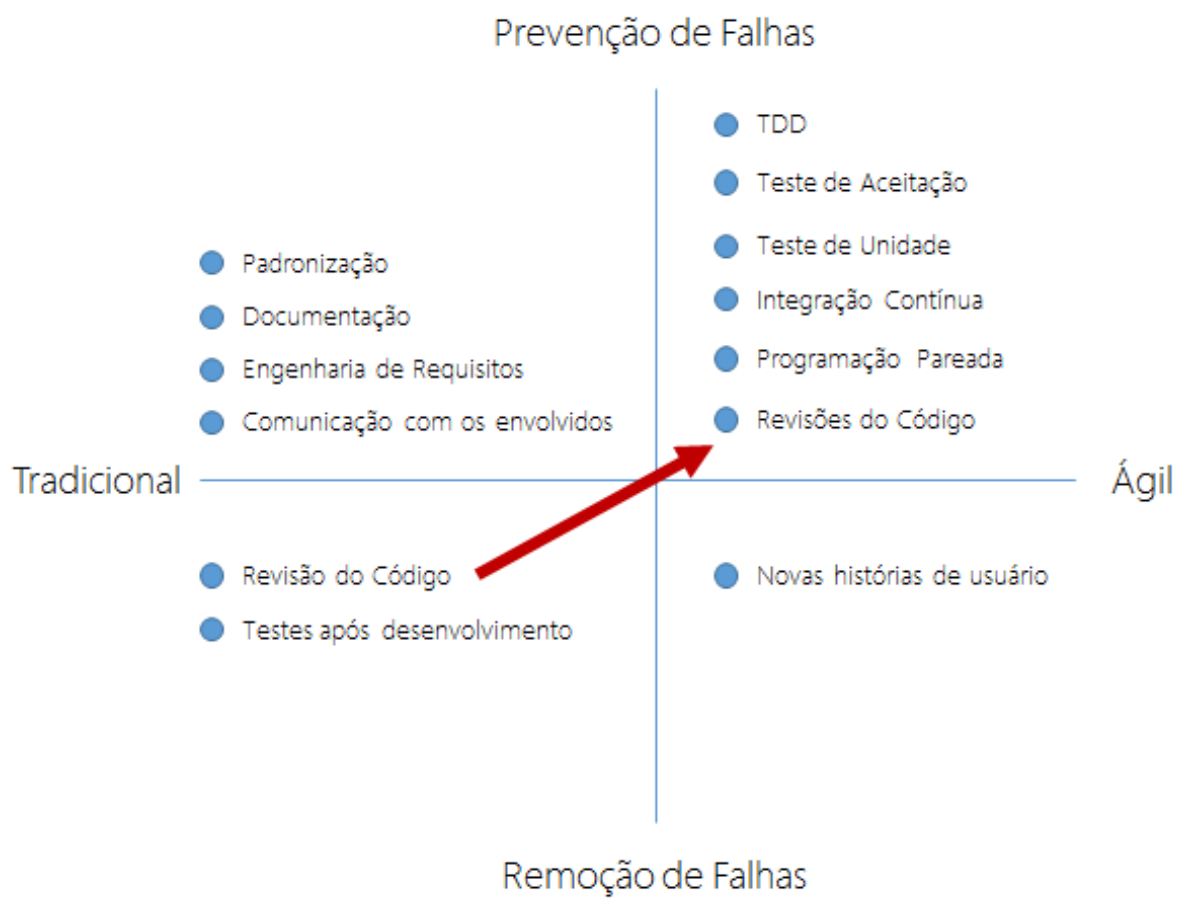 Prevenção de Falhas
TDD
Teste de Aceitação
Teste de Unidade
Integração Contínua
Programação Pareada
Revisões do Código
Padronização
Documentação
Engenharia de Requisitos
Comunicação com os envolvidos
Tradicional
Ágil
Revisão do Código
Testes após desenvolvimento
Novas histórias de usuário
Remoção de Falhas